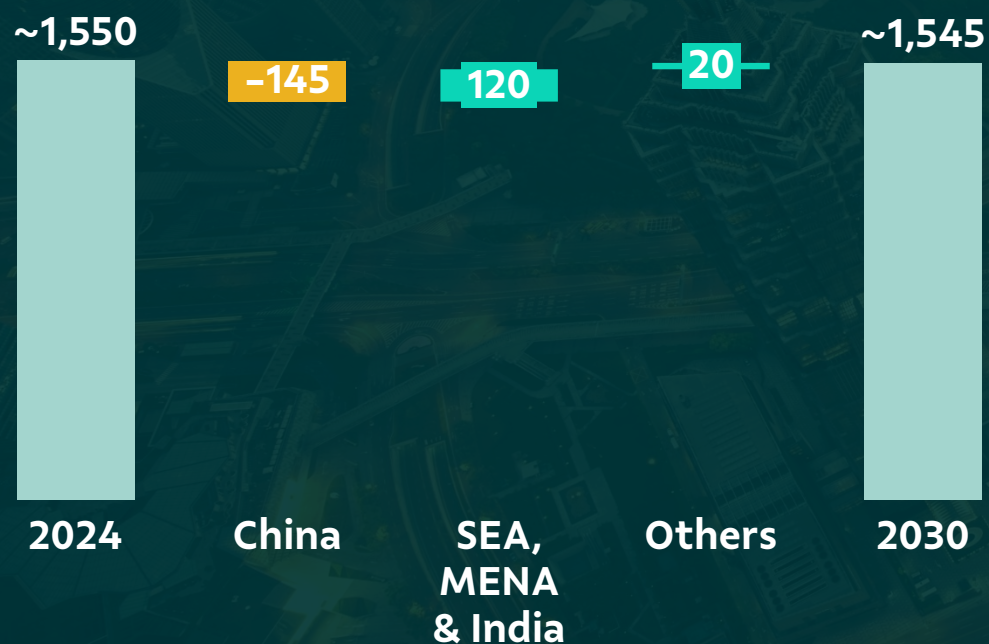 ~1,550
−145
120
20
~1,545
2024
China
SEA,
MENA
& India
Others
2030